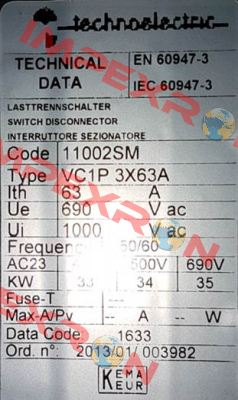 technoelectric
TECHNICAL DATA
EN 60947-3
IEC 60947-3
LASTTRENNSCHALTER
SWITCH DISCONNECTOR
INTERRUTTORE SEZIONATORE
Code 11002SM
Type VC1P 3X63A
Ith 63 A
Ue 690 V ac
Ui 1000 V ac
Frequency 50/60
AC23 500V 690V
KW 33 34 35
Fuse-T --- ---
Max-A/Pv -- A -- W
Data Code 1633
Ord. n°: 2013/01/ 003982
KEMA
KEUR
IMPEXRON